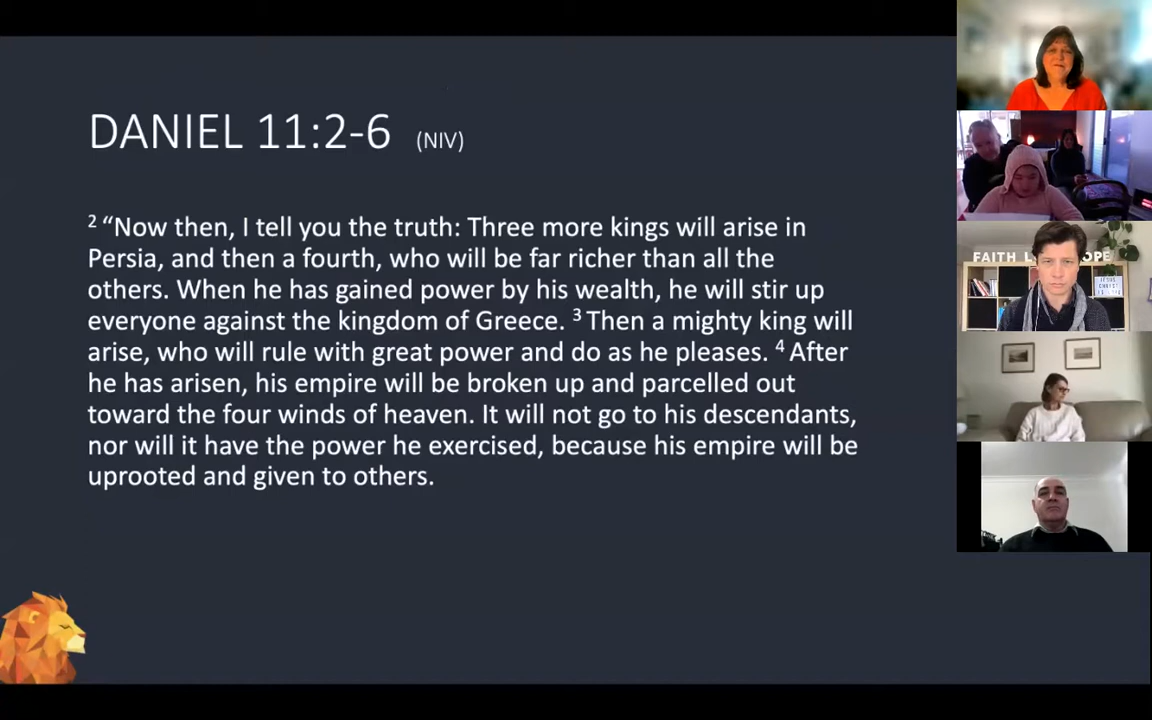 DANIEL 11:2-6 (NIV)
2 “Now then, I tell you the truth: Three more kings will arise in
Persia, and then a fourth, who will be far richer than all the
others. When he has gained power by his wealth, he will stir up
everyone against the kingdom of Greece. 3 Then a mighty king will
arise, who will rule with great power and do as he pleases. 4 After
he has arisen, his empire will be broken up and parcelled out
toward the four winds of heaven. It will not go to his descendants,
nor will it have the power he exercised, because his empire will be
uprooted and given to others.
FAITH L OPE
JESUS
CHRIST